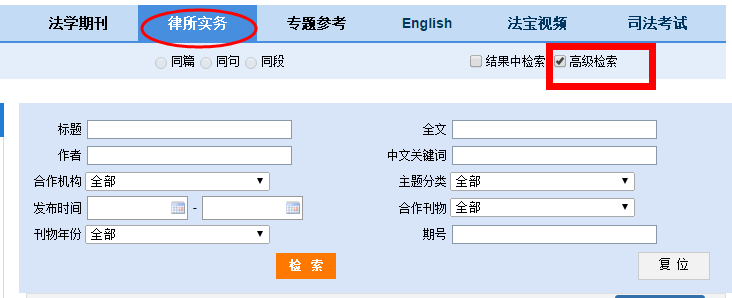 法学期刊 律所实务 专题参考 English 法宝视频 司法考试
同篇 同句 同段 结果中检索 高级检索
标题 全文
作者 中文关键词
合作机构 全部 主题分类 全部
发布时间 - 合作刊物 全部
刊物年份 全部 期号
检 索 复 位